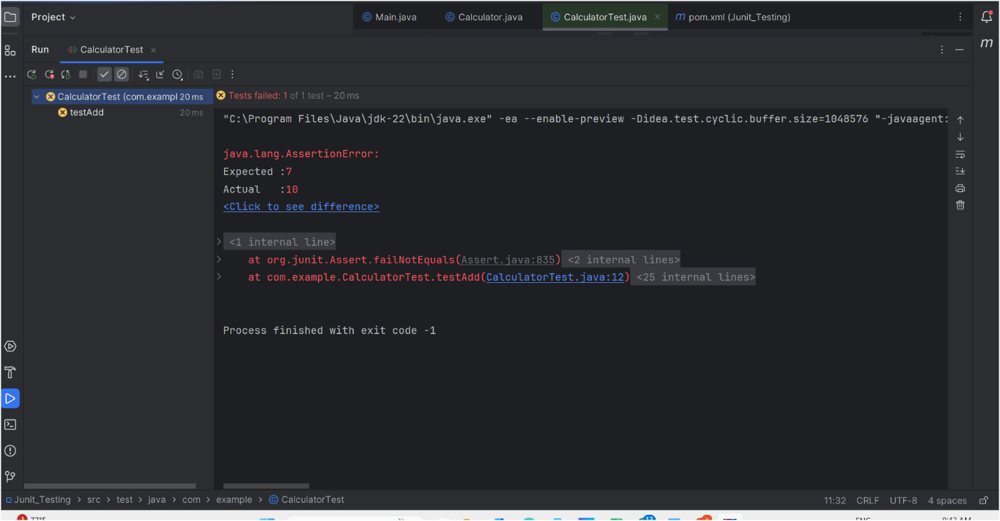 Project
Main.java
Calculator.java
CalculatorTest.java
m pom.xml (Junit_Testing)
m
Run
CalculatorTest
CalculatorTest (com.exampl 20 ms
testAdd 20 ms
Tests failed: 1 of 1 test – 20 ms
"C:\Program Files\Java\jdk-22\bin\java.exe" -ea --enable-preview -Didea.test.cyclic.buffer.size=1048576 "-javaagent:
java.lang.AssertionError:
Expected :7
Actual   :10
<Click to see difference>
<1 internal line>
at org.junit.Assert.failNotEquals(Assert.java:835) <2 internal lines>
at com.example.CalculatorTest.testAdd(CalculatorTest.java:12) <25 internal lines>
Process finished with exit code -1
Junit_Testing > src > test > java > com > example > CalculatorTest
11:32 CRLF UTF-8 4 spaces